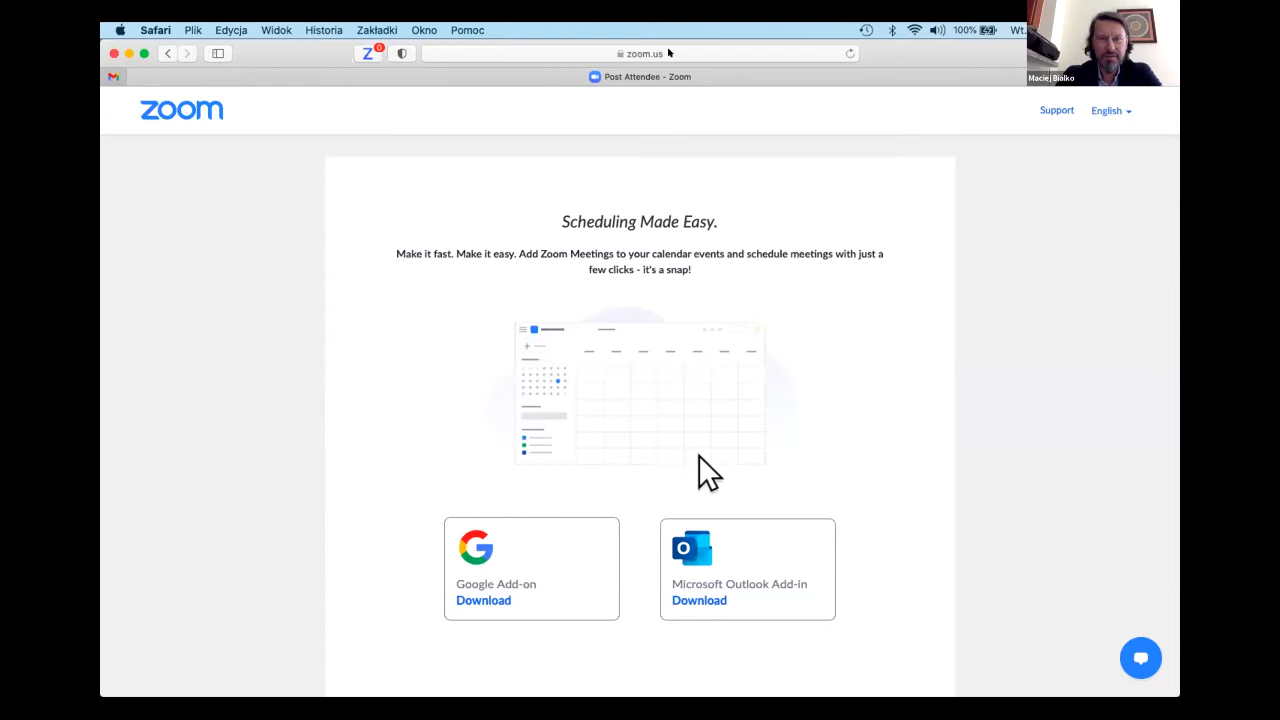 Safari Plik Edycja Widok Historia Zakładki Okno Pomoc 100% Wt.
Z 0
zoom.us
Post Attendee - Zoom
Maciej Bialko
zoom
Support English
Scheduling Made Easy.
Make it fast. Make it easy. Add Zoom Meetings to your calendar events and schedule meetings with just a
few clicks - it's a snap!
Google Add-on
Download
O
Microsoft Outlook Add-in
Download